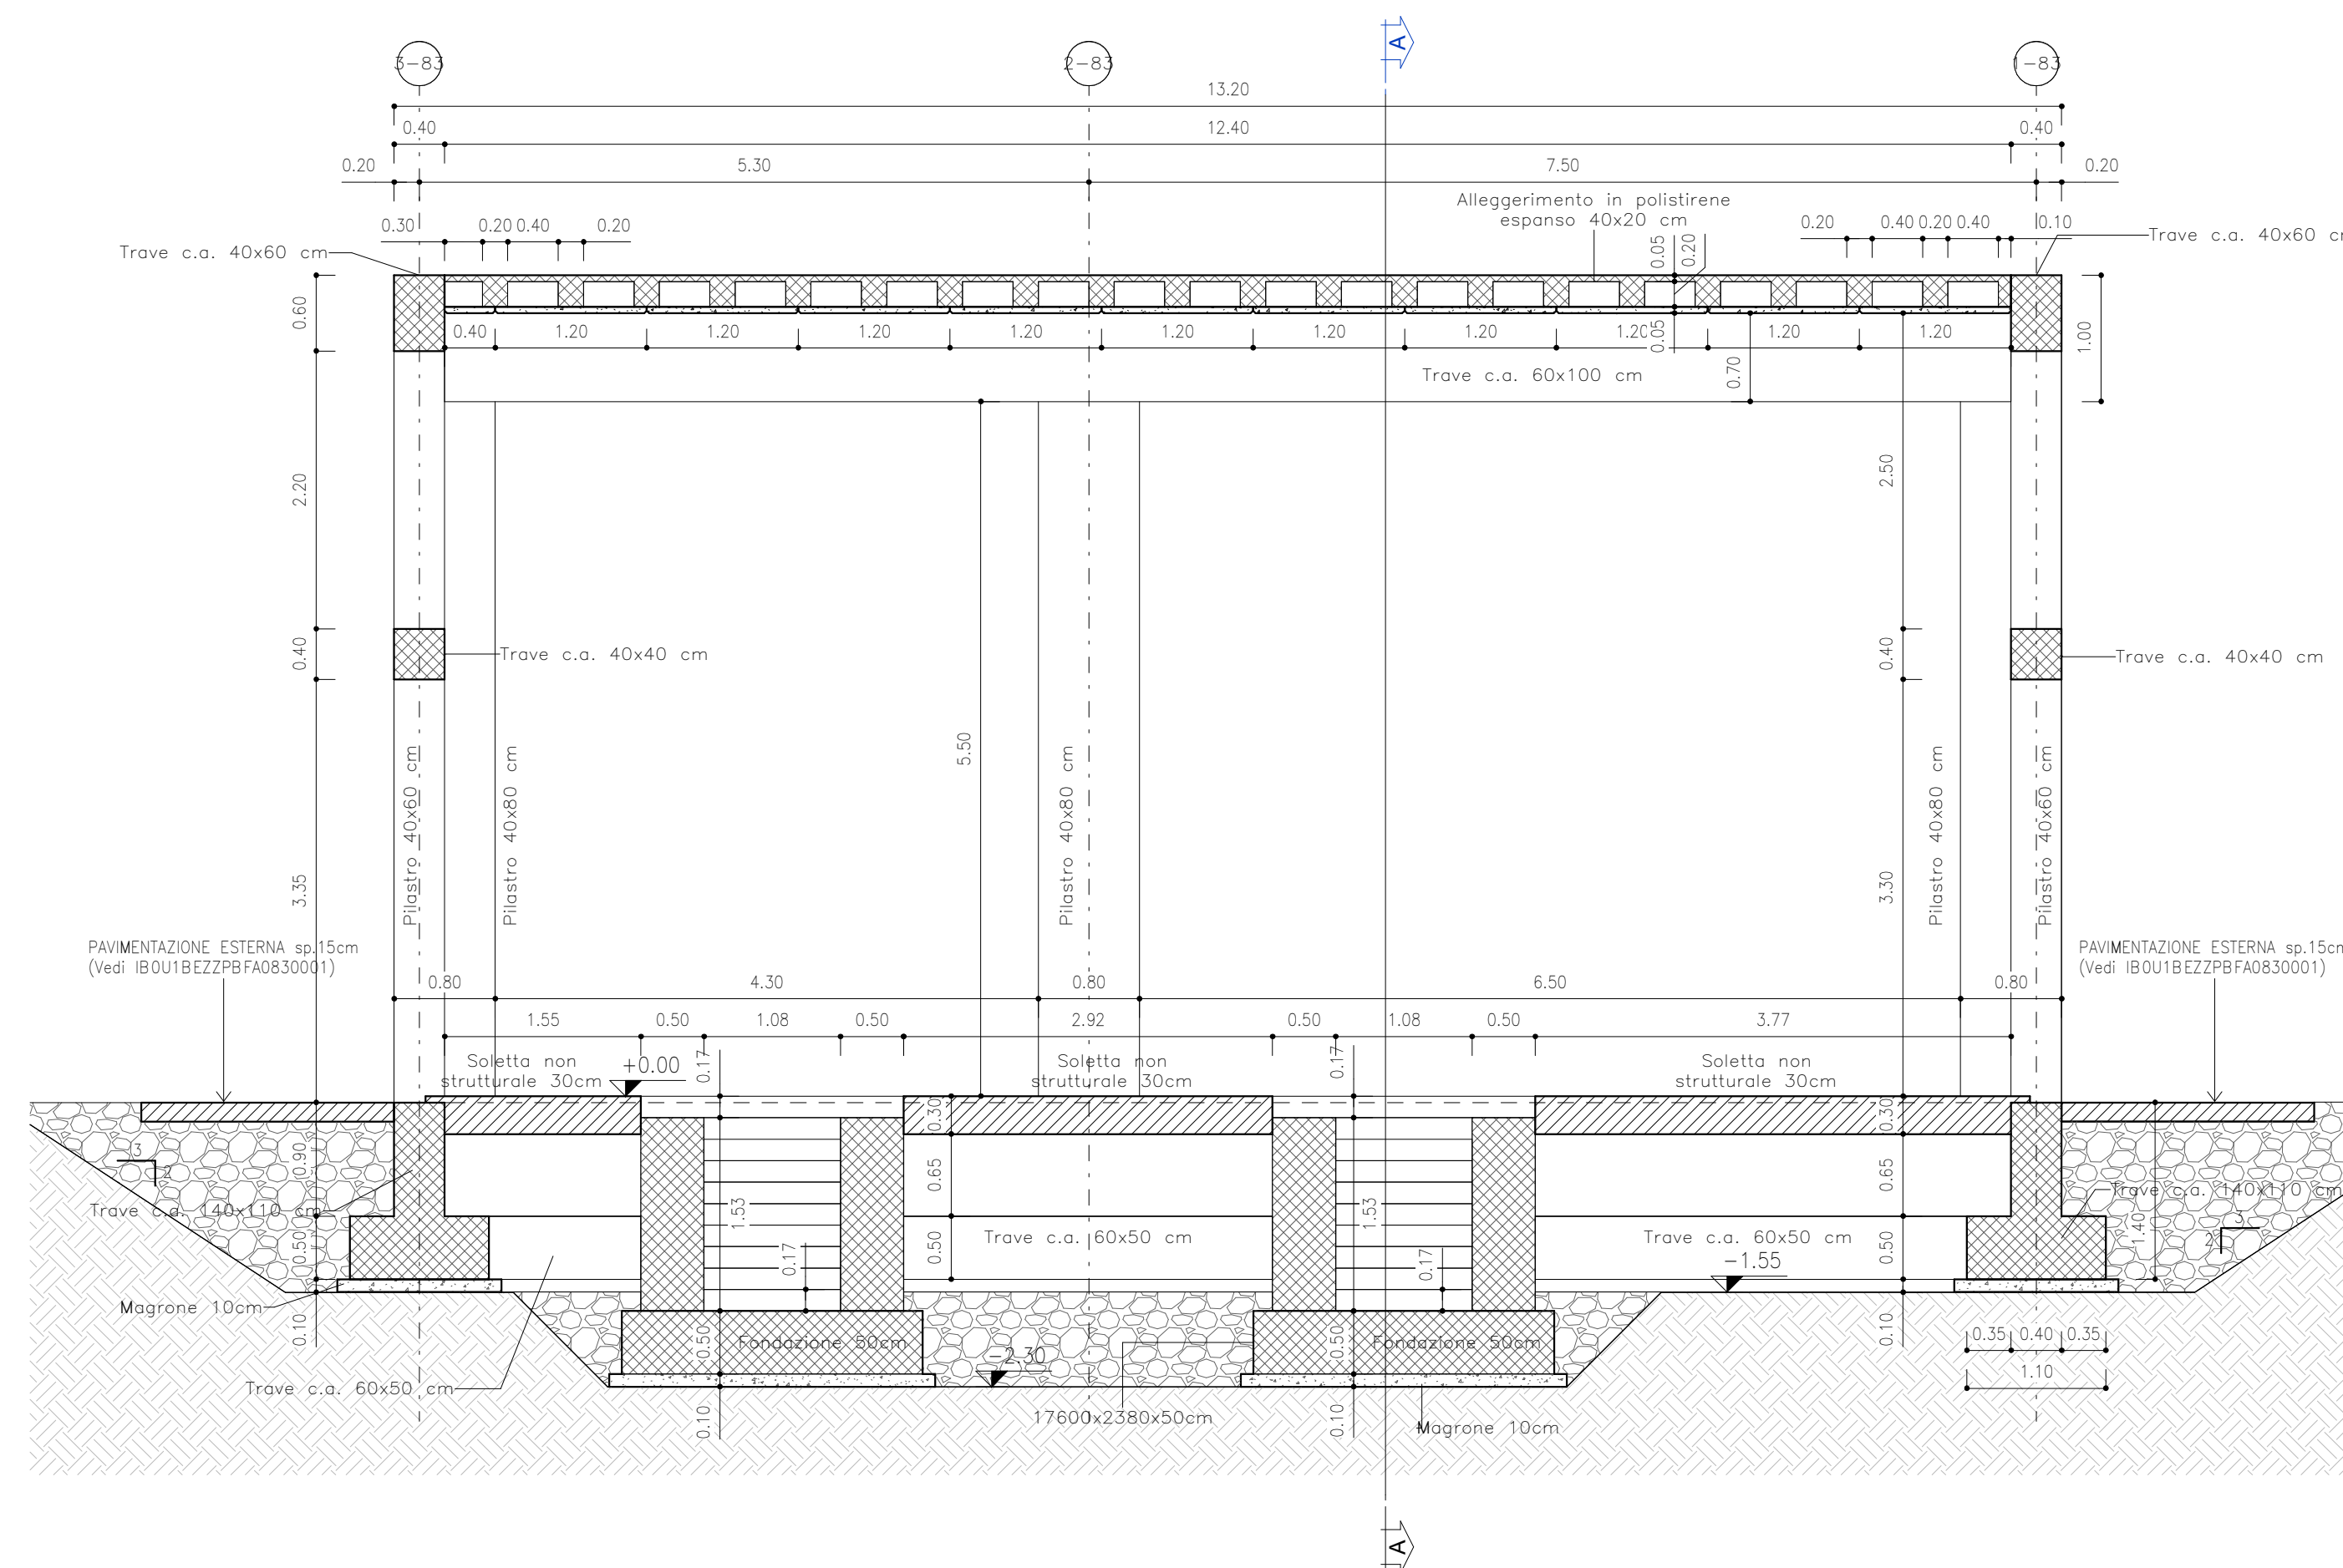 3-83
2-83
A
1-83
13.20
0.40
12.40
0.40
0.20
5.30
7.50
0.20
Alleggerimento in polistirene
espanso 40x20 cm
0.30
0.20
0.40
0.20
0.05
0.20
0.20
0.40
0.20
0.40
0.10
Trave c.a. 40x60 cm
Trave c.a. 40x60
0.60
0.40
1.20
1.20
1.20
1.20
1.20
1.20
1.20
1.20
0.05
1.20
1.20
1.00
Trave c.a. 60x100 cm
0.70
2.20
2.50
0.40
Trave c.a. 40x40 cm
0.40
Trave c.a. 40x40 cm
5.50
Pilastro 40x60 cm
Pilastro 40x80 cm
Pilastro 40x80 cm
Pilastro 40x80 cm
Pilastro 40x60 cm
3.35
3.30
PAVIMENTAZIONE ESTERNA sp.15cm
(Vedi IB0U1BEZZPBFA0830001)
PAVIMENTAZIONE ESTERNA sp.15cm
(Vedi IB0U1BEZZPBFA0830001)
0.80
4.30
0.80
6.50
0.80
1.55
0.50
1.08
0.50
2.92
0.50
1.08
0.50
3.77
Soletta non
strutturale 30cm
+0.00
0.17
Soletta non
strutturale 30cm
0.17
Soletta non
strutturale 30cm
0.30
0.30
3
2
0.90
0.65
0.65
Trave c.a. 140x110 cm
1.53
1.53
Trave c.a. 140x110 cm
3
2
1.40
0.50
0.17
0.50
Trave c.a. 60x50 cm
0.17
Trave c.a. 60x50 cm
-1.55
0.50
Magrone 10cm
0.10
0.50
Fondazione 50cm
-2.30
0.50
Fondazione 50cm
0.10
0.35
0.40
0.35
1.10
Trave c.a. 60x50 cm
0.10
17600x2380x50cm
0.10
Magrone 10cm
A